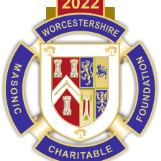 2022
WORCESTERSHIRE
MASONIC
FOUNDATION
CHARITABLE